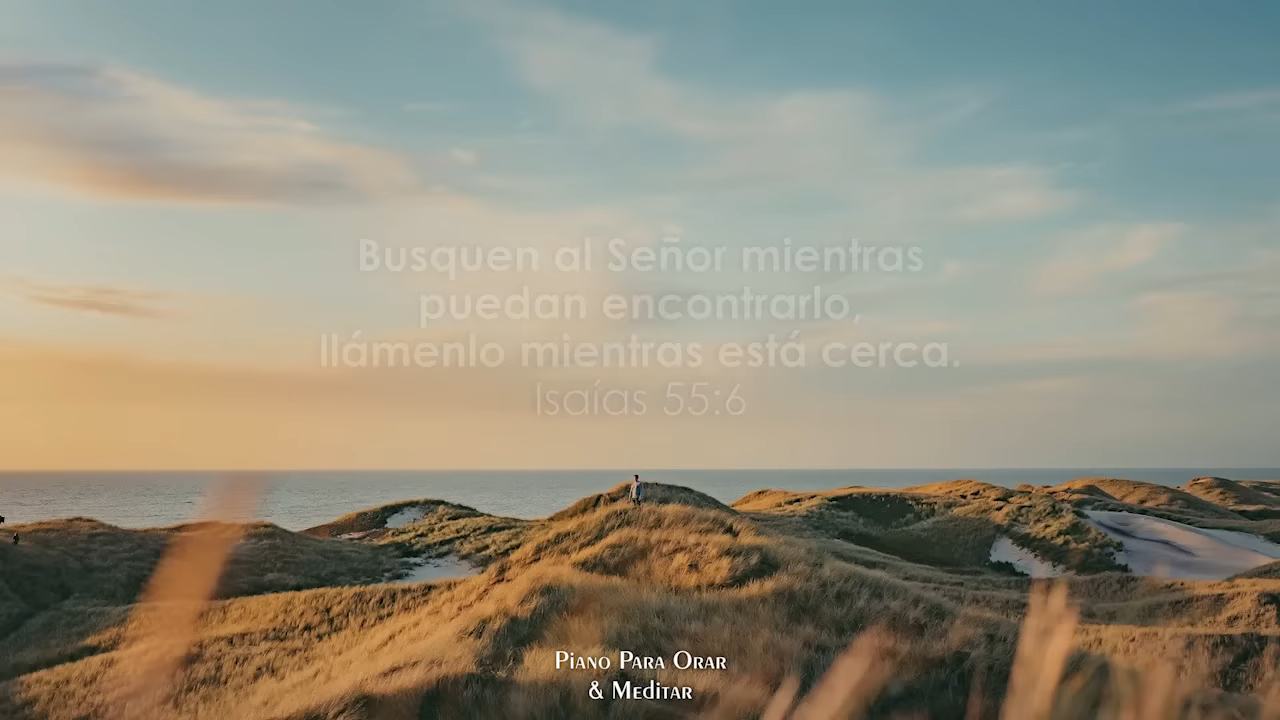 Busquen al Señor mientras
puedan encontrarlo,
llámenlo mientras está cerca.
Isaías 55:6
Piano Para Orar
& Meditar